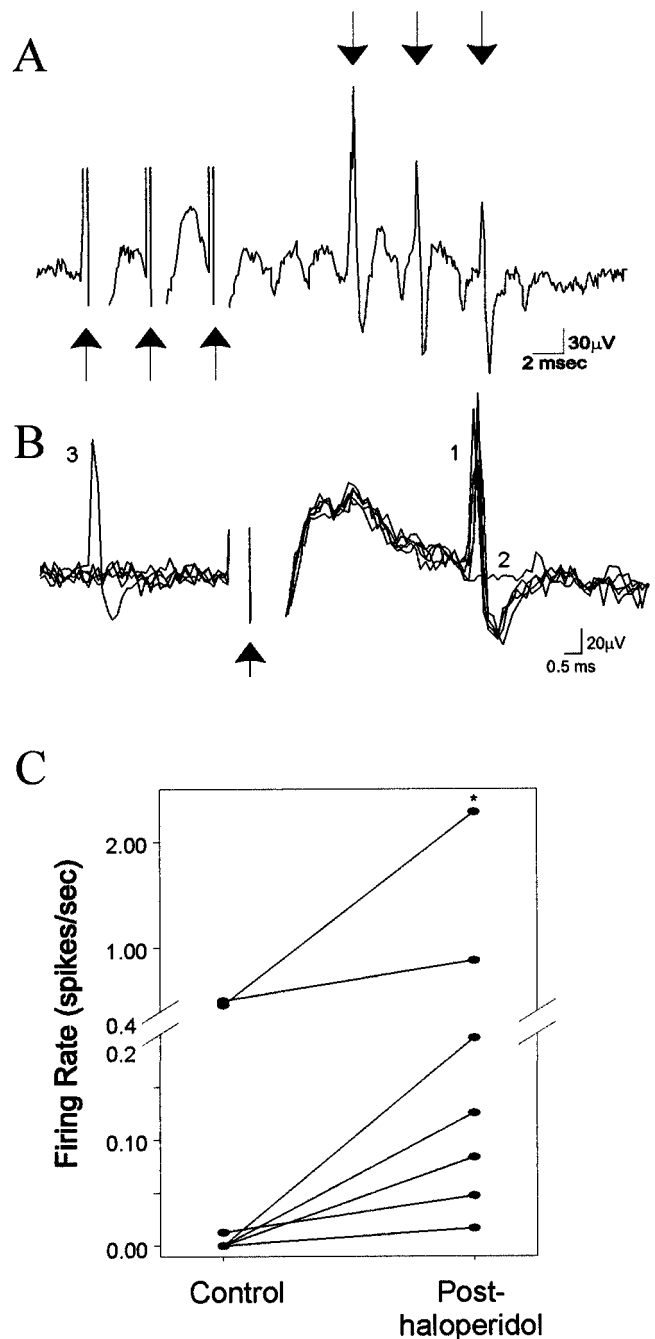 A
30µV
2 msec
B
3
1
2
20µV
0.5 ms
C
*
2.00
1.00
0.4
0.2
0.10
0.00
Firing Rate (spikes/sec)
Control
Post-
haloperidol